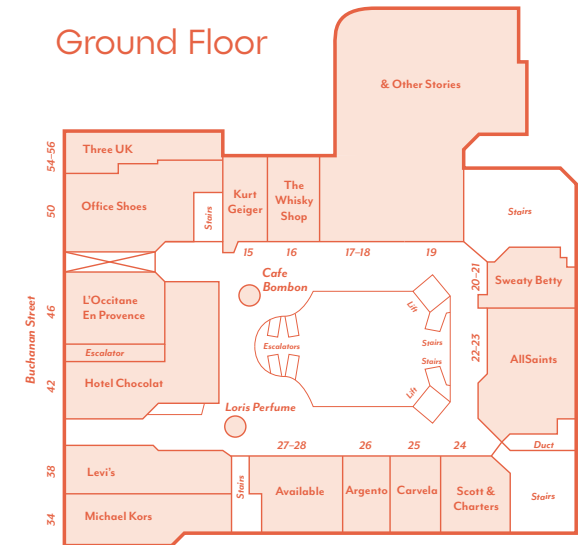 Ground Floor
& Other Stories
54–56
Three UK
50
Office Shoes
Stairs
Kurt
Geiger
The
Whisky
Shop
Stairs
15
16
17–18
19
Cafe
Bombon
20–21
Sweaty Betty
Buchanan Street
46
L'Occitane
En Provence
Escalator
42
Hotel Chocolat
Escalators
Lift
Stairs
Stairs
Lift
22–23
AllSaints
Loris Perfume
27–28
26
25
24
Duct
38
Levi's
34
Michael Kors
Stairs
Available
Argento
Carvela
Scott &
Charters
Stairs